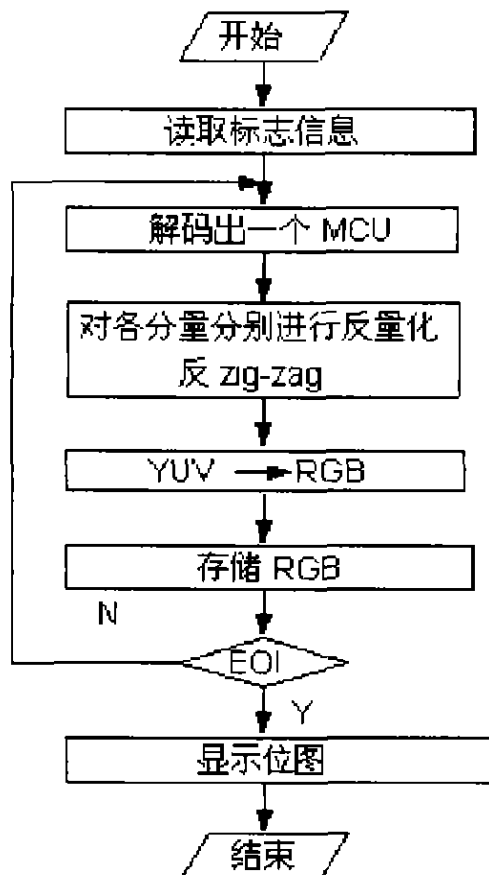 开始
读取标志信息
解码出一个 MCU
对各分量分别进行反量化
反 zig-zag
YUV → RGB
存储 RGB
N
EOI
Y
显示位图
结束